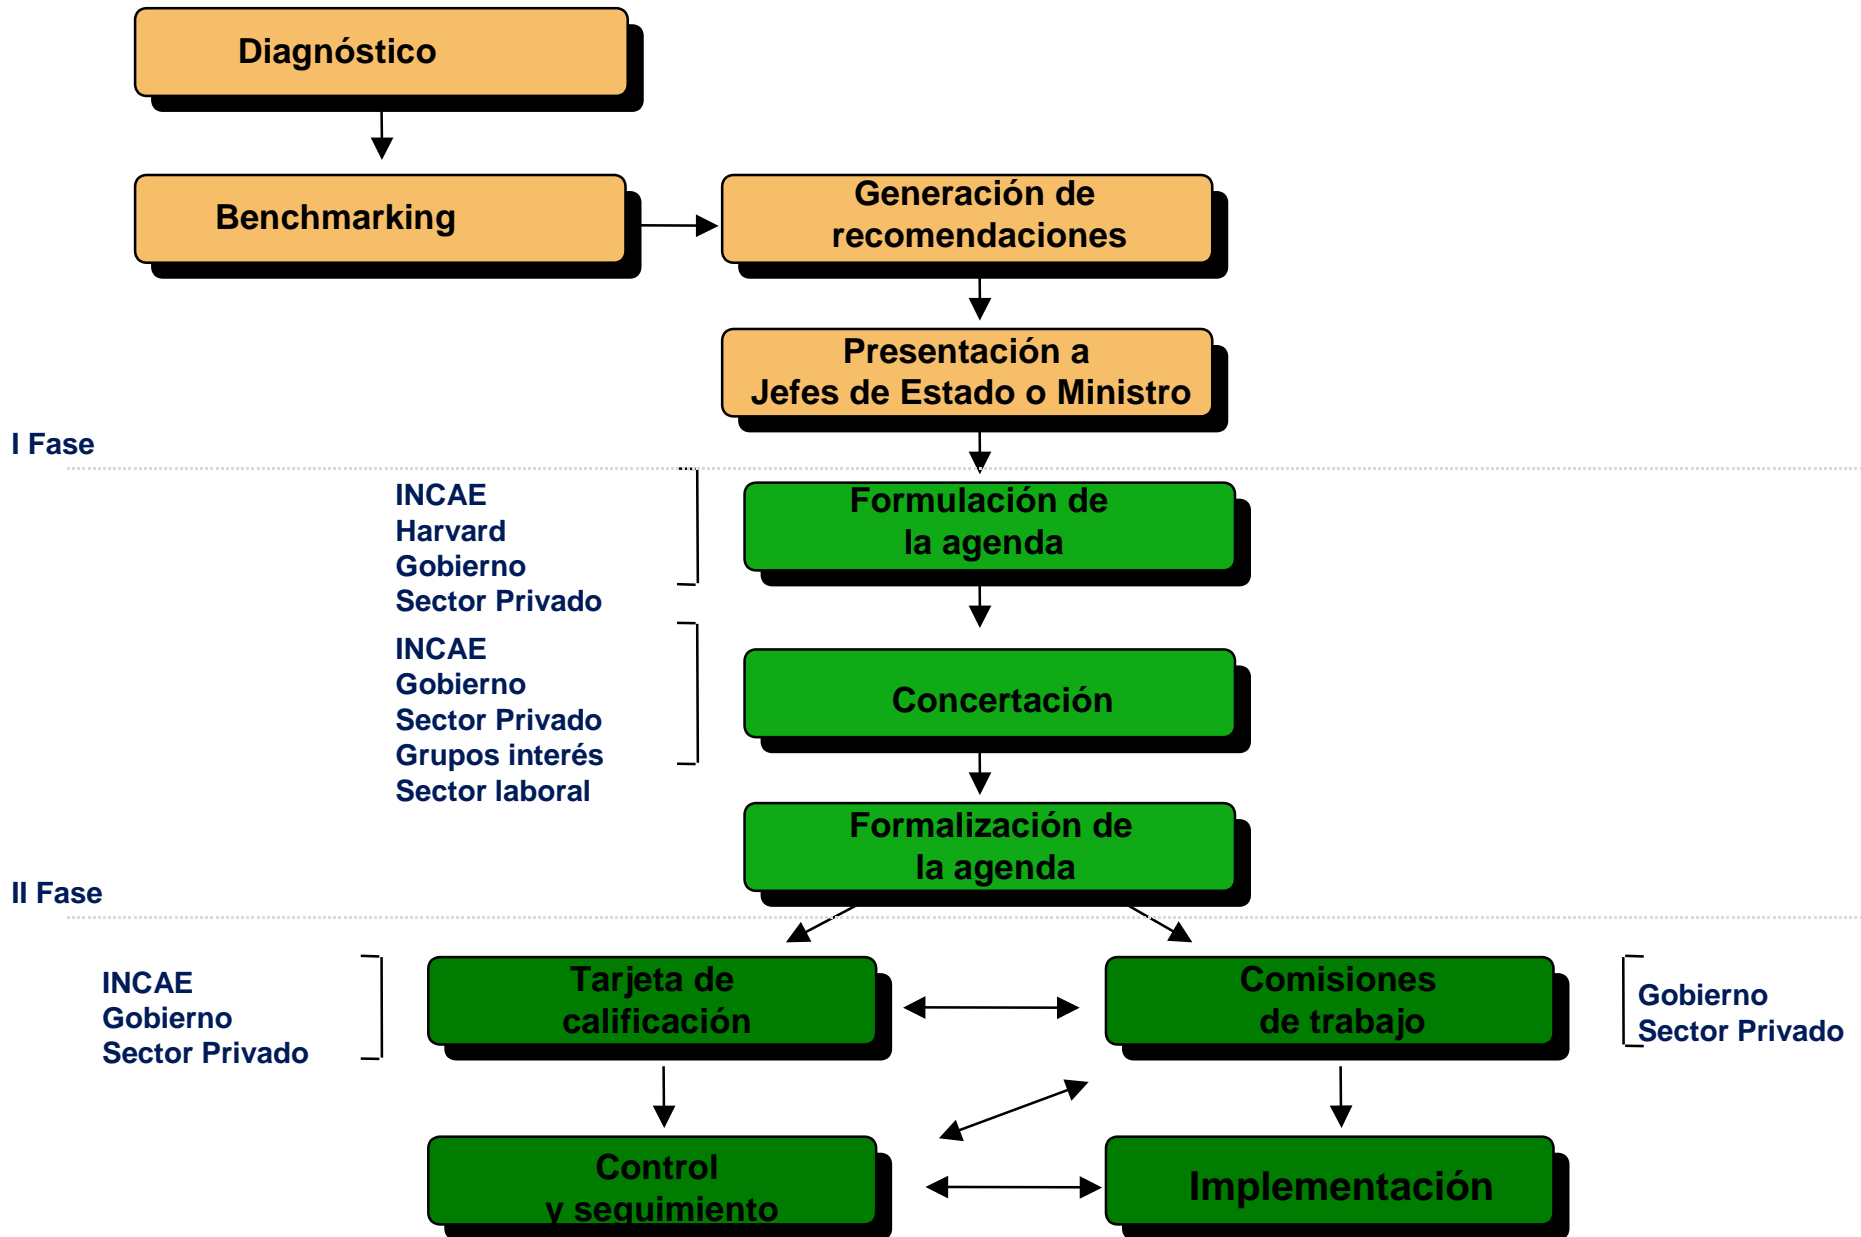 Diagnóstico
Benchmarking
Generación de
recomendaciones
Presentación a
Jefes de Estado o Ministro
I Fase
INCAE
Harvard
Gobierno
Sector Privado
Formulación de
la agenda
INCAE
Gobierno
Sector Privado
Grupos interés
Sector laboral
Concertación
Formalización de
la agenda
II Fase
INCAE
Gobierno
Sector Privado
Tarjeta de
calificación
Comisiones
de trabajo
Gobierno
Sector Privado
Control
y seguimiento
Implementación